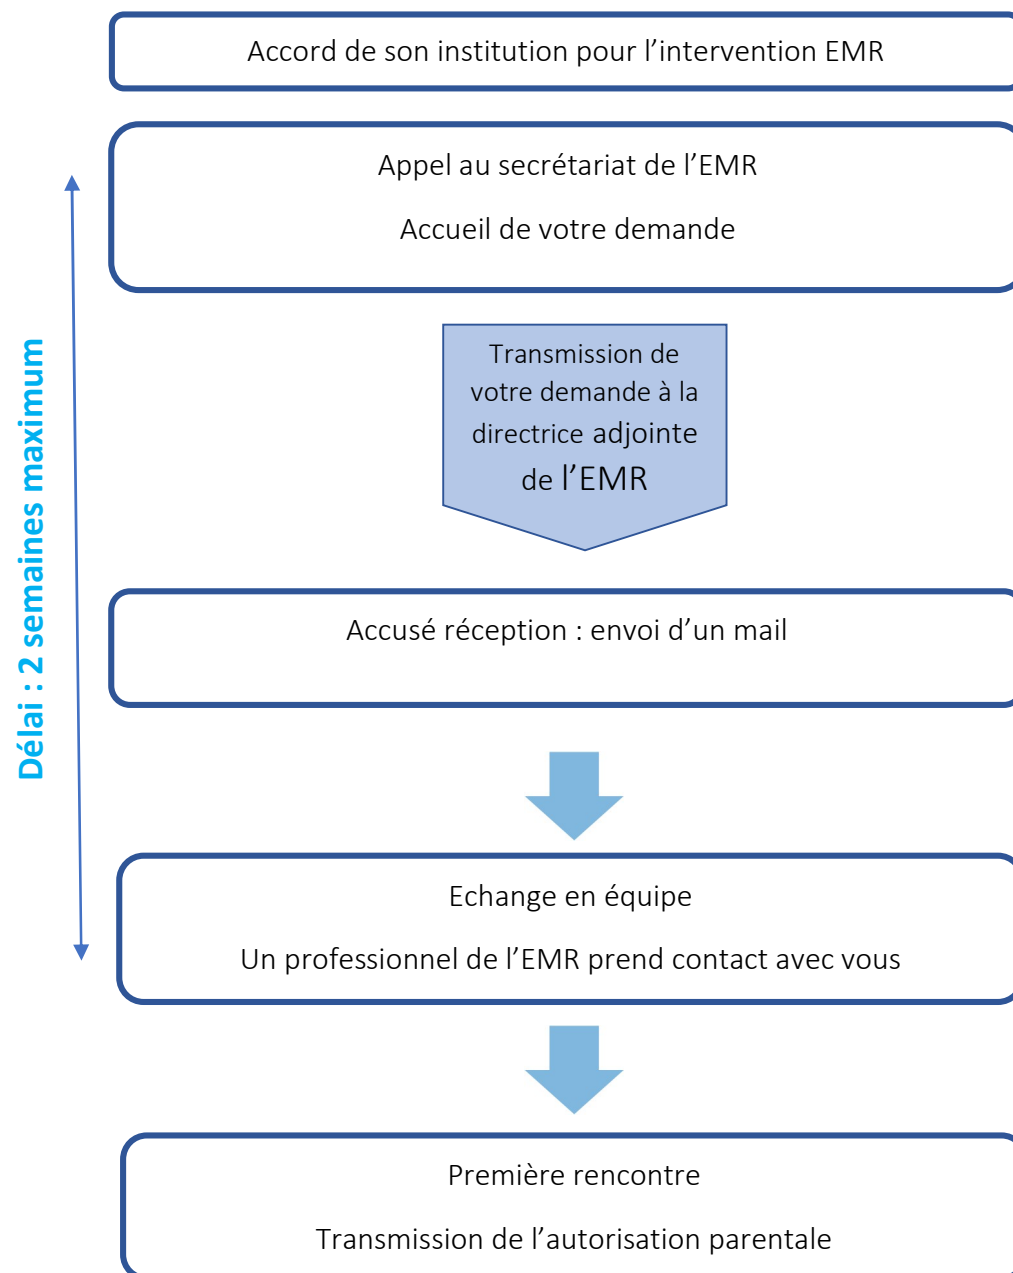 Accord de son institution pour l’intervention EMR
Appel au secrétariat de l’EMR
Accueil de votre demande
Délai : 2 semaines maximum
Transmission de
votre demande à la
directrice adjointe
de l’EMR
Accusé réception : envoi d’un mail
Echange en équipe
Un professionnel de l’EMR prend contact avec vous
Première rencontre
Transmission de l’autorisation parentale